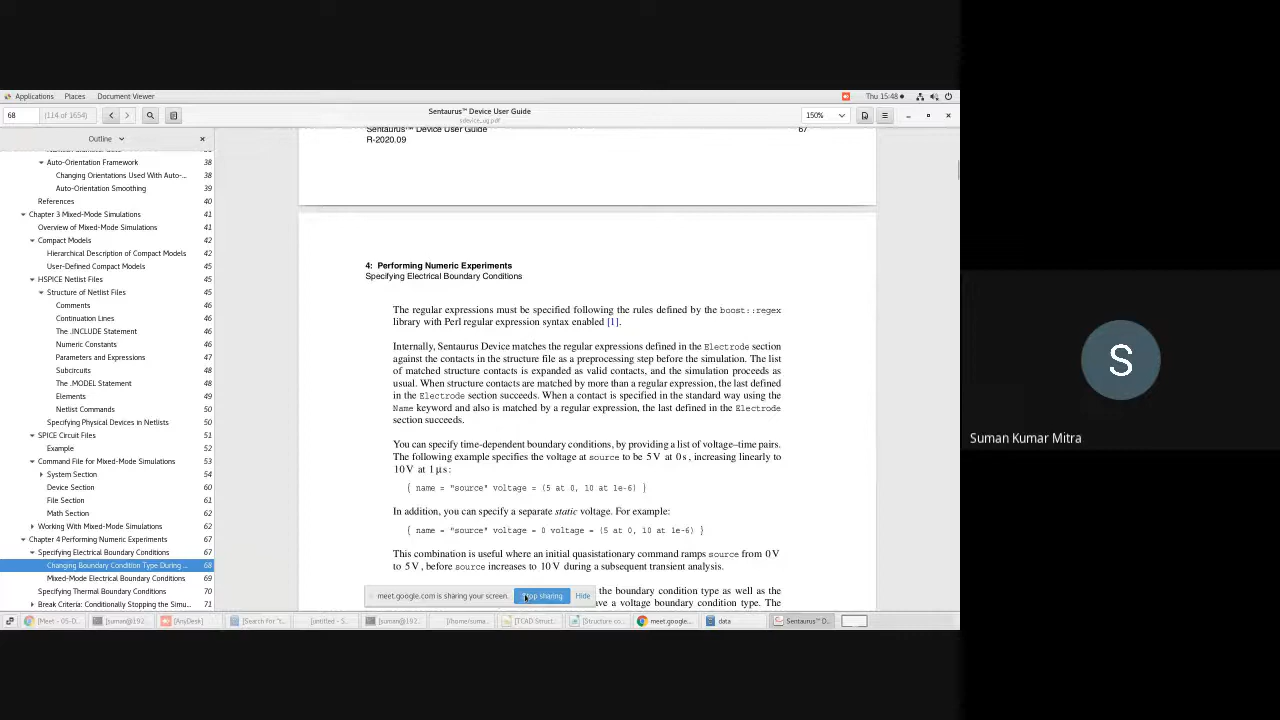 Applications Places Document Viewer Thu 15:48
68 (114 of 1654) Sentaurus™ Device User Guide 150%
sdevice_ug.pdf
Outline
Auto-Orientation Framework 38
Changing Orientations Used With Auto-... 38
Auto-Orientation Smoothing 39
References 40
Chapter 3 Mixed-Mode Simulations 41
Overview of Mixed-Mode Simulations 41
Compact Models 42
Hierarchical Description of Compact Models 42
User-Defined Compact Models 45
HSPICE Netlist Files 45
Structure of Netlist Files 45
Comments 46
Continuation Lines 46
The .INCLUDE Statement 46
Numeric Constants 46
Parameters and Expressions 47
Subcircuits 48
The .MODEL Statement 48
Elements 49
Netlist Commands 50
Specifying Physical Devices in Netlists 50
SPICE Circuit Files 51
Example 52
Command File for Mixed-Mode Simulations 53
System Section 54
Device Section 60
File Section 61
Math Section 62
Working With Mixed-Mode Simulations 62
Chapter 4 Performing Numeric Experiments 67
Specifying Electrical Boundary Conditions 67
Changing Boundary Condition Type During ... 68
Mixed-Mode Electrical Boundary Conditions 69
Specifying Thermal Boundary Conditions 70
Break Criteria: Conditionally Stopping the Simu... 71
Sentaurus™ Device User Guide 67
R-2020.09
4: Performing Numeric Experiments
Specifying Electrical Boundary Conditions
The regular expressions must be specified following the rules defined by the boost::regex
library with Perl regular expression syntax enabled [1].
Internally, Sentaurus Device matches the regular expressions defined in the Electrode section
against the contacts in the structure file as a preprocessing step before the simulation. The list
of matched structure contacts is expanded as valid contacts, and the simulation proceeds as
usual. When structure contacts are matched by more than a regular expression, the last defined
in the Electrode section succeeds. When a contact is specified in the standard way using the
Name keyword and also is matched by a regular expression, the last defined in the Electrode
section succeeds.
You can specify time-dependent boundary conditions, by providing a list of voltage–time pairs.
The following example specifies the voltage at source to be 5 V at 0 s, increasing linearly to
10 V at 1 μs:
{ name = "source" voltage = (5 at 0, 10 at 1e-6) }
In addition, you can specify a separate static voltage. For example:
{ name = "source" voltage = 0 voltage = (5 at 0, 10 at 1e-6) }
This combination is useful where an initial quasistationary command ramps source from 0 V
to 5 V, before source increases to 10 V during a subsequent transient analysis.
the boundary condition type as well as the
ave a voltage boundary condition type. The
meet.google.com is sharing your screen. Stop sharing Hide
[Meet – 05-D... [suman@192... [AnyDesk] [Search for "t... [untitled - S... [suman@192... [/home/suma... [TCAD Struct... [Structure co... meet.google... data Sentaurus™ D...
S
Suman Kumar Mitra